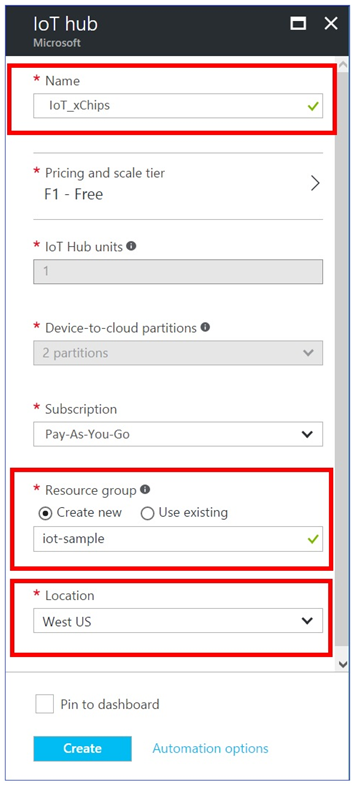 IoT hub
Microsoft
* Name
IoT_xChips
* Pricing and scale tier
F1 - Free
* IoT Hub units
1
* Device-to-cloud partitions
2 partitions
* Subscription
Pay-As-You-Go
* Resource group
Create new Use existing
iot-sample
* Location
West US
Pin to dashboard
Create Automation options